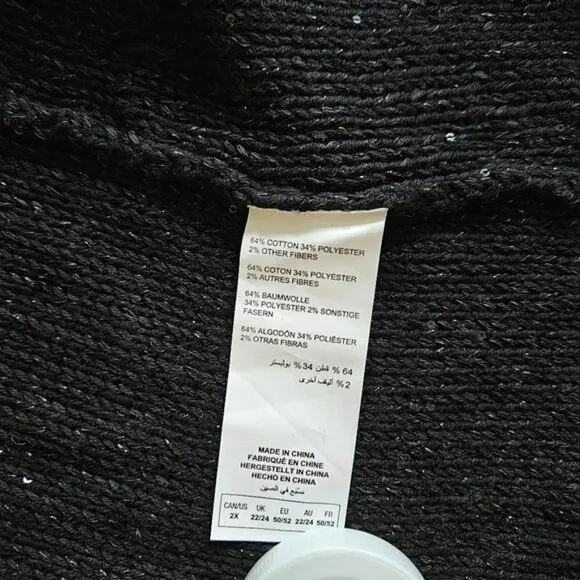 64% COTTON 34% POLYESTER
2% OTHER FIBERS
64% COTON 34% POLYESTER
2% AUTRES FIBRES
64% BAUMWOLLE
34% POLYESTER 2% SONSTIGE
FASERN
64% ALGODÓN 34% POLIÉSTER
2% OTRAS FIBRAS
64 % قطن 34% بوليستر
2% أليف أخرى
MADE IN CHINA
FABRIQUÉ EN CHINE
HERGESTELLT IN CHINA
HECHO EN CHINA
صنع في الصين
CAN/US UK EU AU FR
2X 22/24 50/52 22/24 50/52